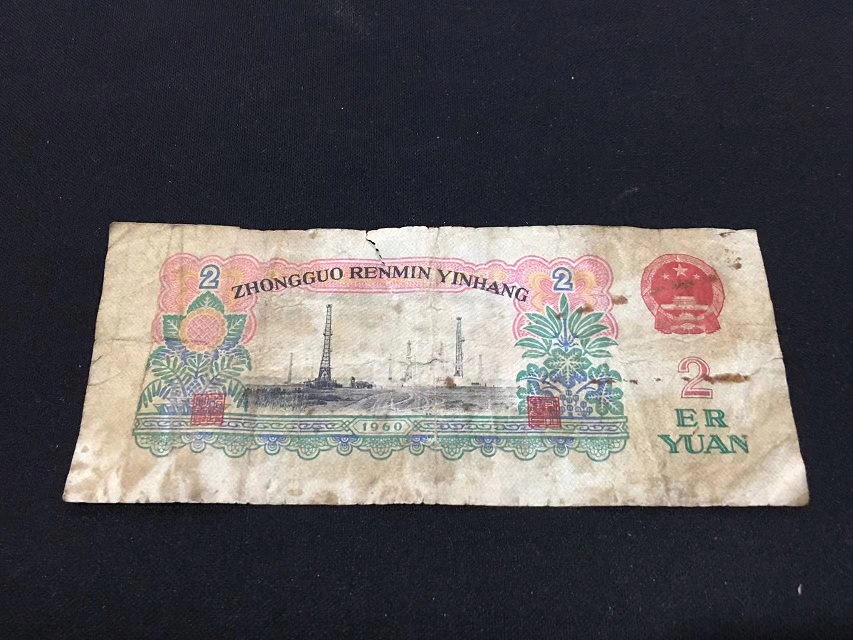 2
2
ZHONGGUO RENMIN YINHANG
1960
2
ER
YUAN